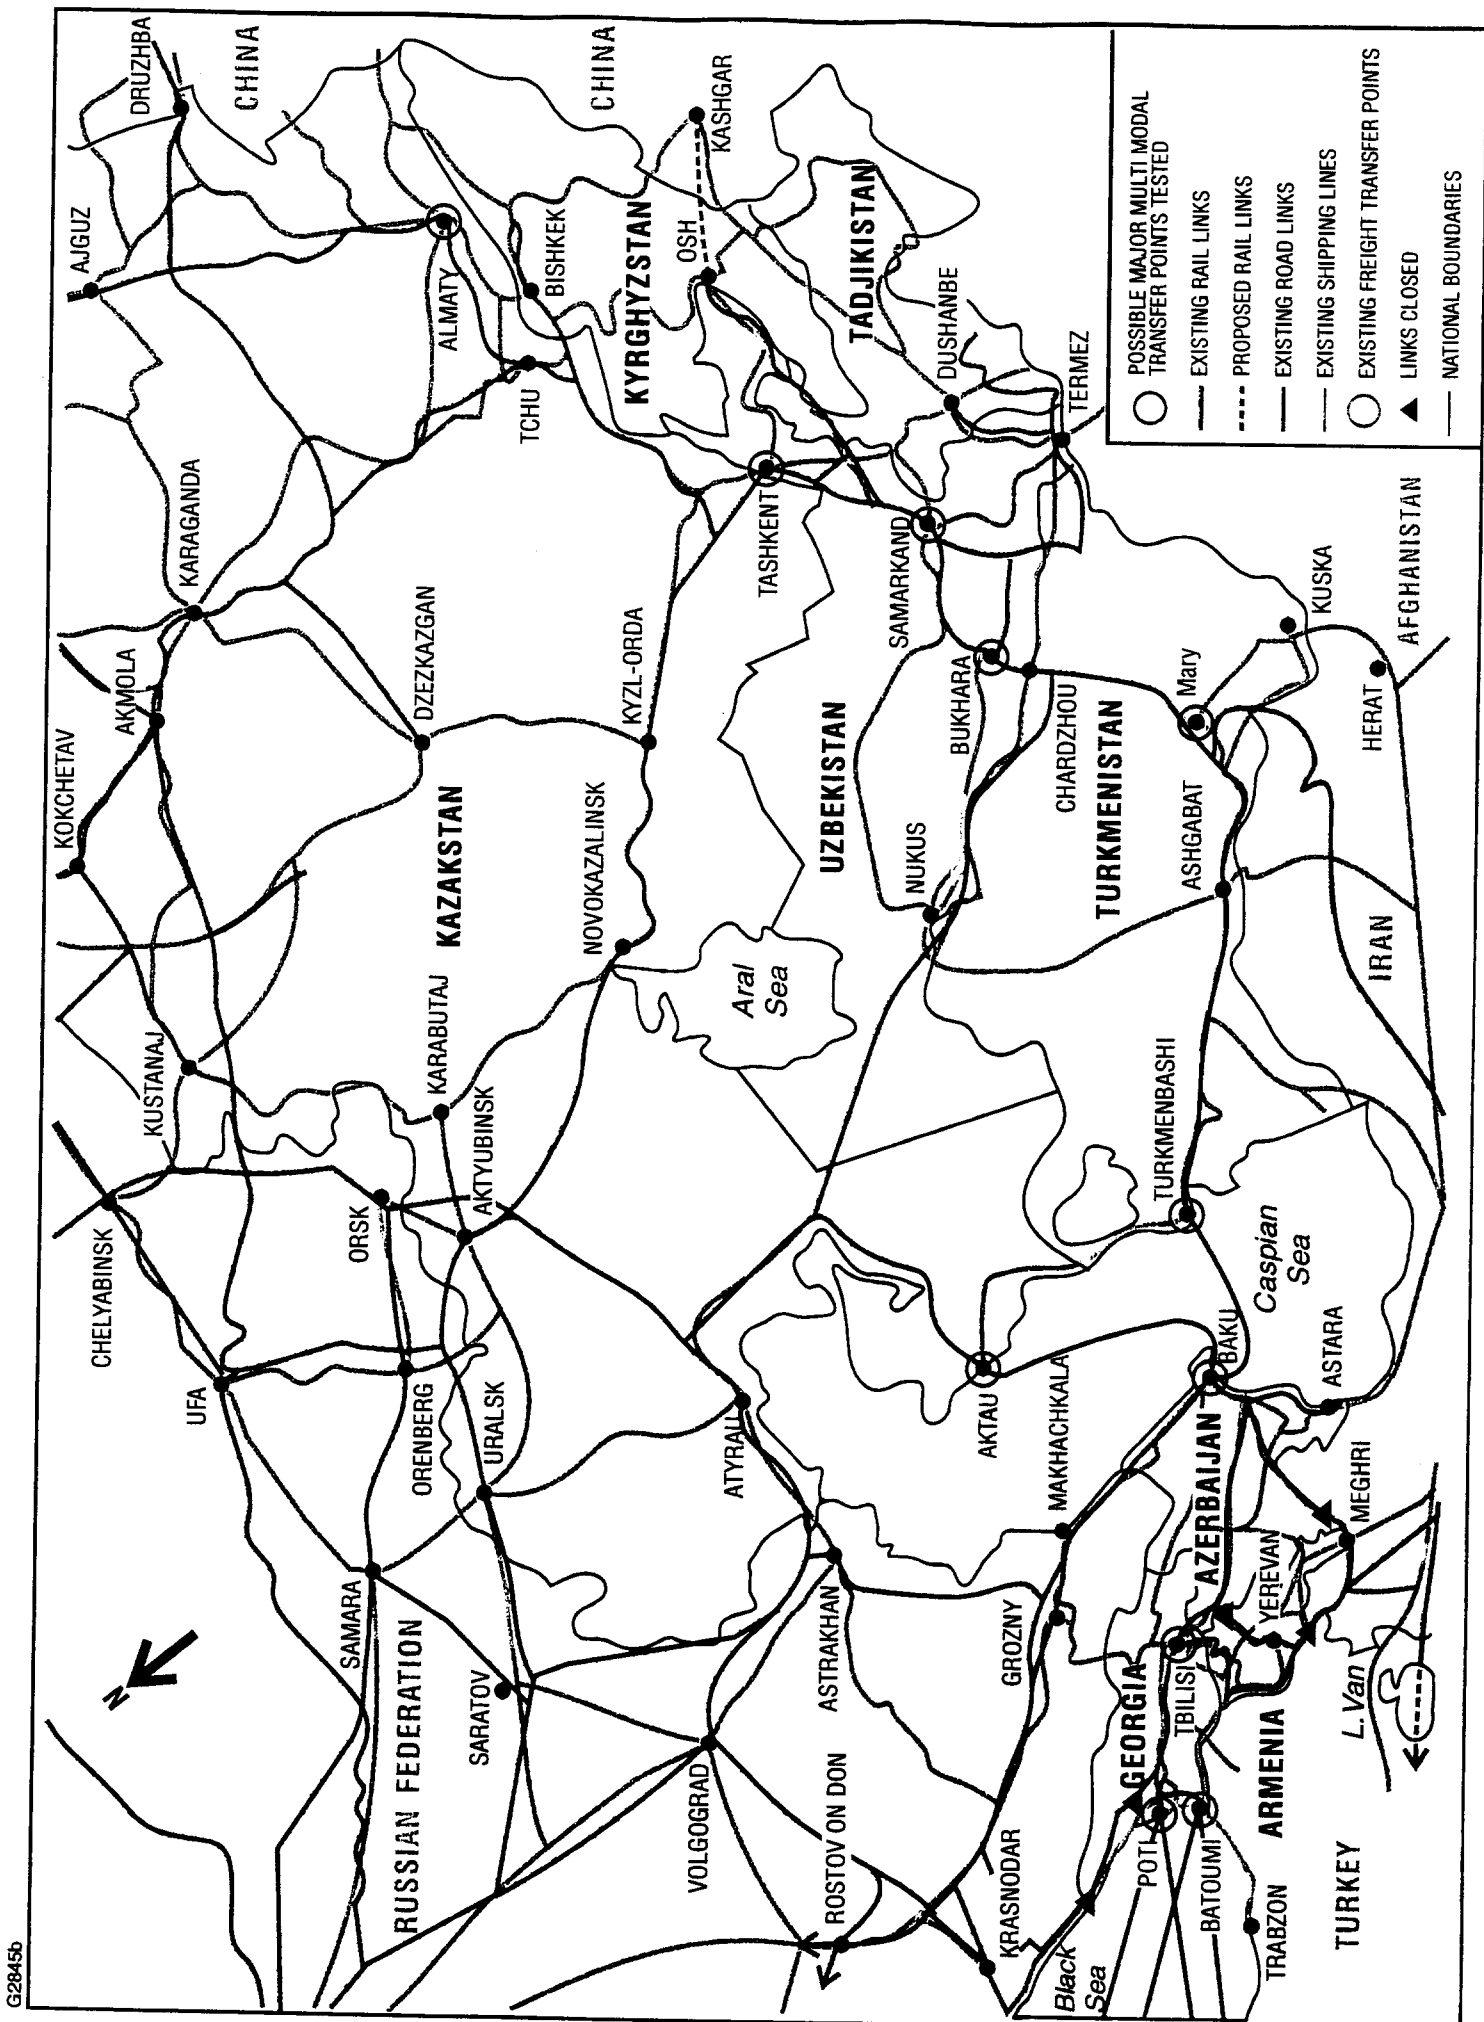 G2845b
DRUZHBA
CHINA
CHINA
AJGUZ
KASHGAR
ALMATY
BISHKEK
OSH
KYRGHYZSTAN
TADJIKISTAN
TCHU
DUSHANBE
TERMEZ
KARAGANDA
TASHKENT
SAMARKAND
KUSKA
AKMOLA
DZEZKAZGAN
KYZL-ORDA
BUKHARA
Mary
AFGHANISTAN
KOKCHETAV
KAZAKSTAN
NOVOKAZALINSK
UZBEKISTAN
CHARDZHOU
HERAT
NUKUS
TURKMENISTAN
ASHGABAT
KUSTANAJ
KARABUTAJ
Aral
Sea
IRAN
CHELYABINSK
ORSK
AKTYUBINSK
TURKMENBASHI
Caspian
Sea
UFA
ORENBERG
URALSK
ATYRAU
AKTAU
MAKHACHKALA
BAKU
ASTARA
AZERBAIJAN
MEGHRI
SAMARA
N
RUSSIAN FEDERATION
SARATOV
ASTRAKHAN
GROZNY
YEREVAN
TBILISI
GEORGIA
ARMENIA
L. Van
VOLGOGRAD
ROSTOV ON DON
KRASNODAR
POTI
BATOUMI
Black
Sea
TRABZON
TURKEY
POSSIBLE MAJOR MULTI MODAL
TRANSFER POINTS TESTED
EXISTING RAIL LINKS
PROPOSED RAIL LINKS
EXISTING ROAD LINKS
EXISTING SHIPPING LINES
EXISTING FREIGHT TRANSFER POINTS
LINKS CLOSED
NATIONAL BOUNDARIES